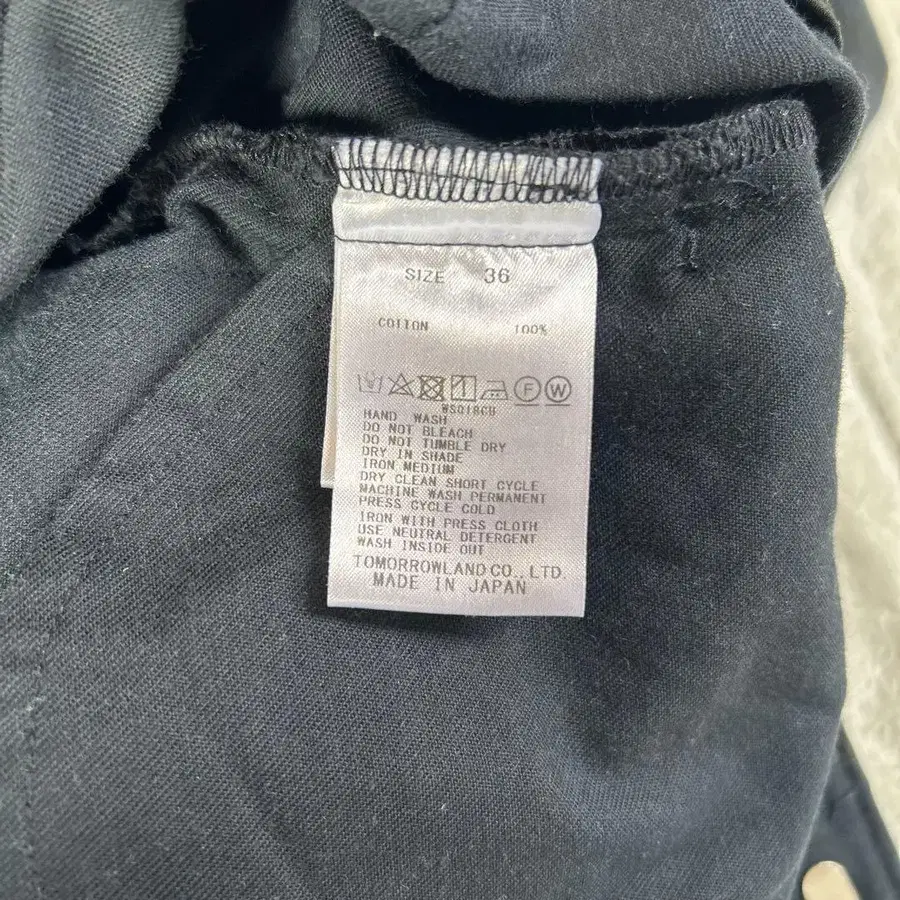 SIZE 36
COTTON 100%
F W
WS018CU
HAND WASH
DO NOT BLEACH
DO NOT TUMBLE DRY
DRY IN SHADE
IRON MEDIUM
DRY CLEAN SHORT CYCLE
MACHINE WASH PERMANENT
PRESS CYCLE COLD
IRON WITH PRESS CLOTH
USE NEUTRAL DETERGENT
WASH INSIDE OUT
TOMORROWLAND CO., LTD.
MADE IN JAPAN